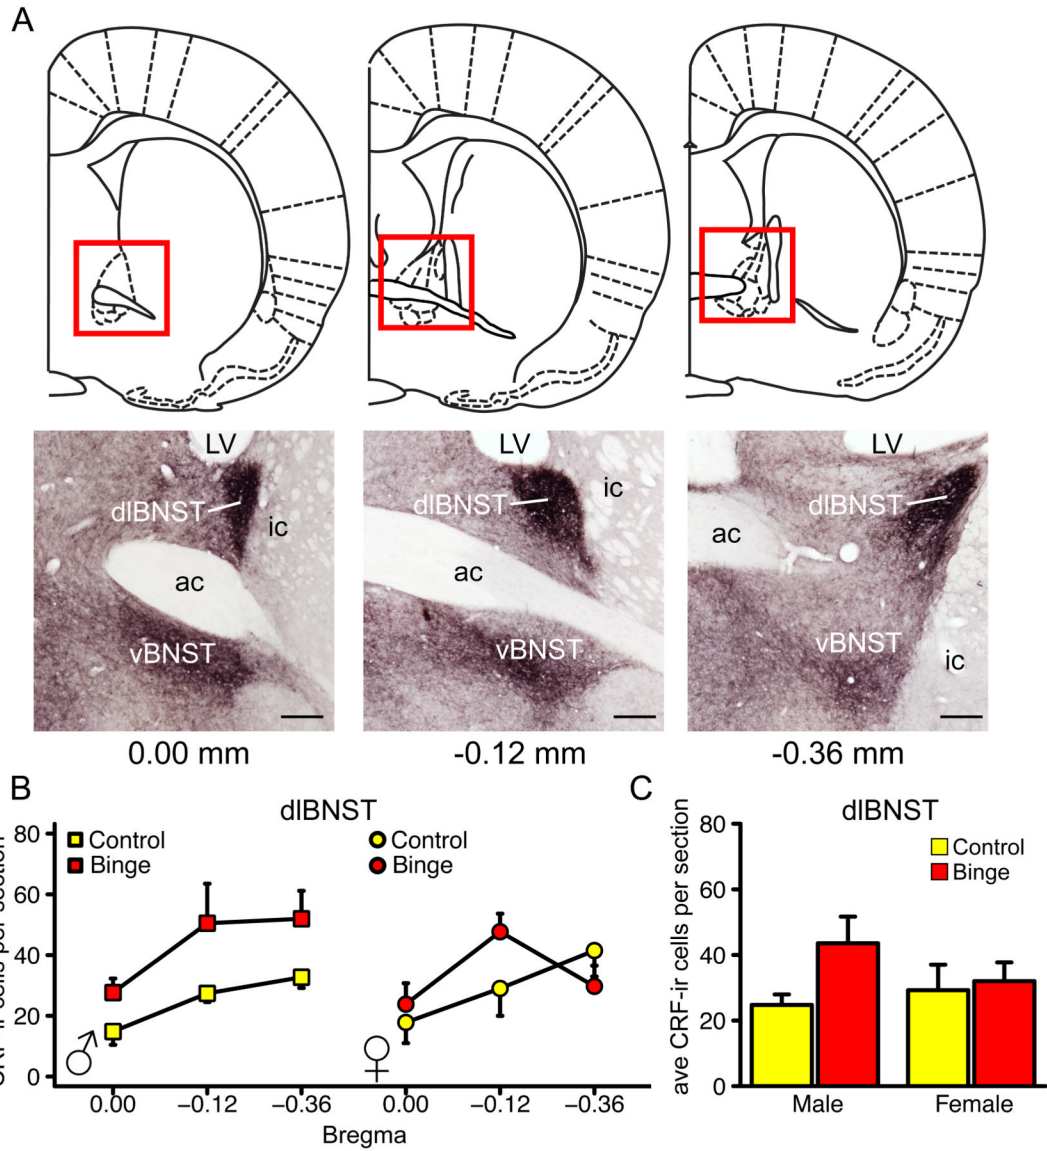 A
LV
dlBNST
ic
ac
vBNST
LV
dlBNST
ic
ac
vBNST
LV
dlBNST
ac
vBNST
ic
0.00 mm
-0.12 mm
-0.36 mm
B
dlBNST
cells per section
80
60
40
20
0
Control
Binge
♂
Control
Binge
♀
0.00
−0.12
−0.36
0.00
−0.12
−0.36
Bregma
C
dlBNST
ave CRF-ir cells per section
80
60
40
20
0
Control
Binge
Male
Female